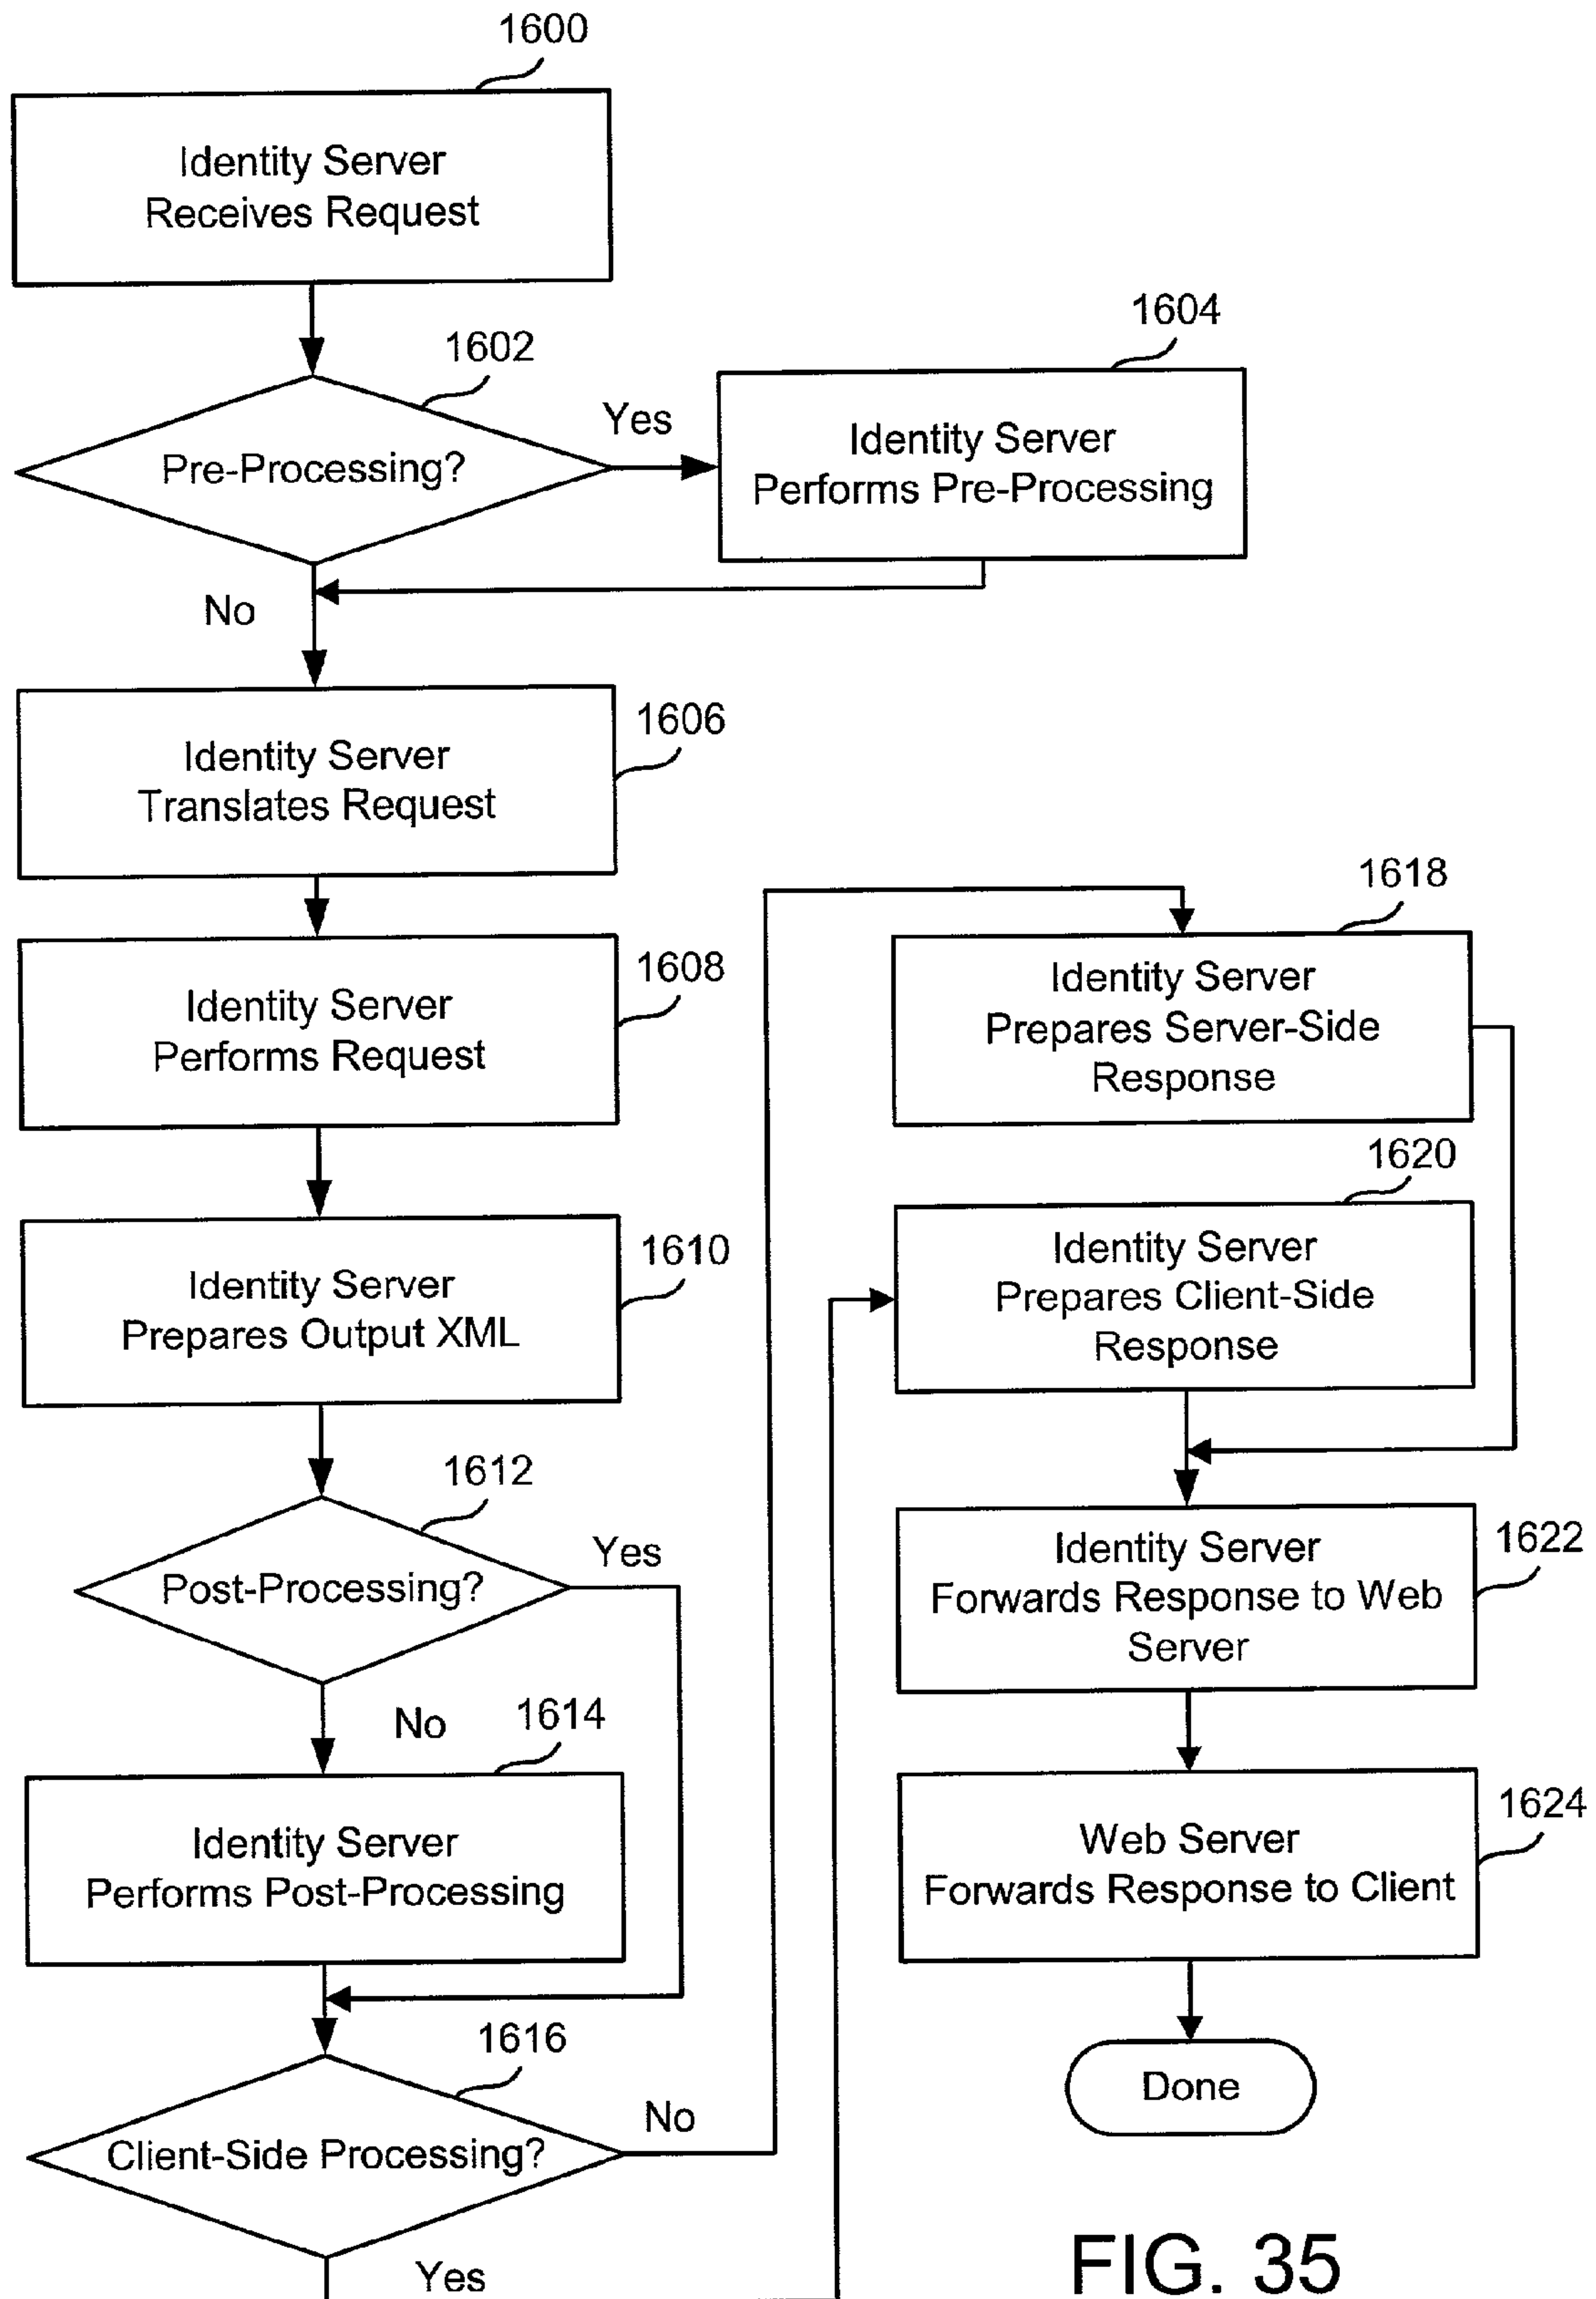 1600
Identity Server
Receives Request
1602
Pre-Processing?
Yes
No
1604
Identity Server
Performs Pre-Processing
1606
Identity Server
Translates Request
1608
Identity Server
Performs Request
1610
Identity Server
Prepares Output XML
1612
Post-Processing?
Yes
No
1614
Identity Server
Performs Post-Processing
1616
Client-Side Processing?
No
Yes
1618
Identity Server
Prepares Server-Side
Response
1620
Identity Server
Prepares Client-Side
Response
1622
Identity Server
Forwards Response to Web
Server
1624
Web Server
Forwards Response to Client
Done
FIG. 35